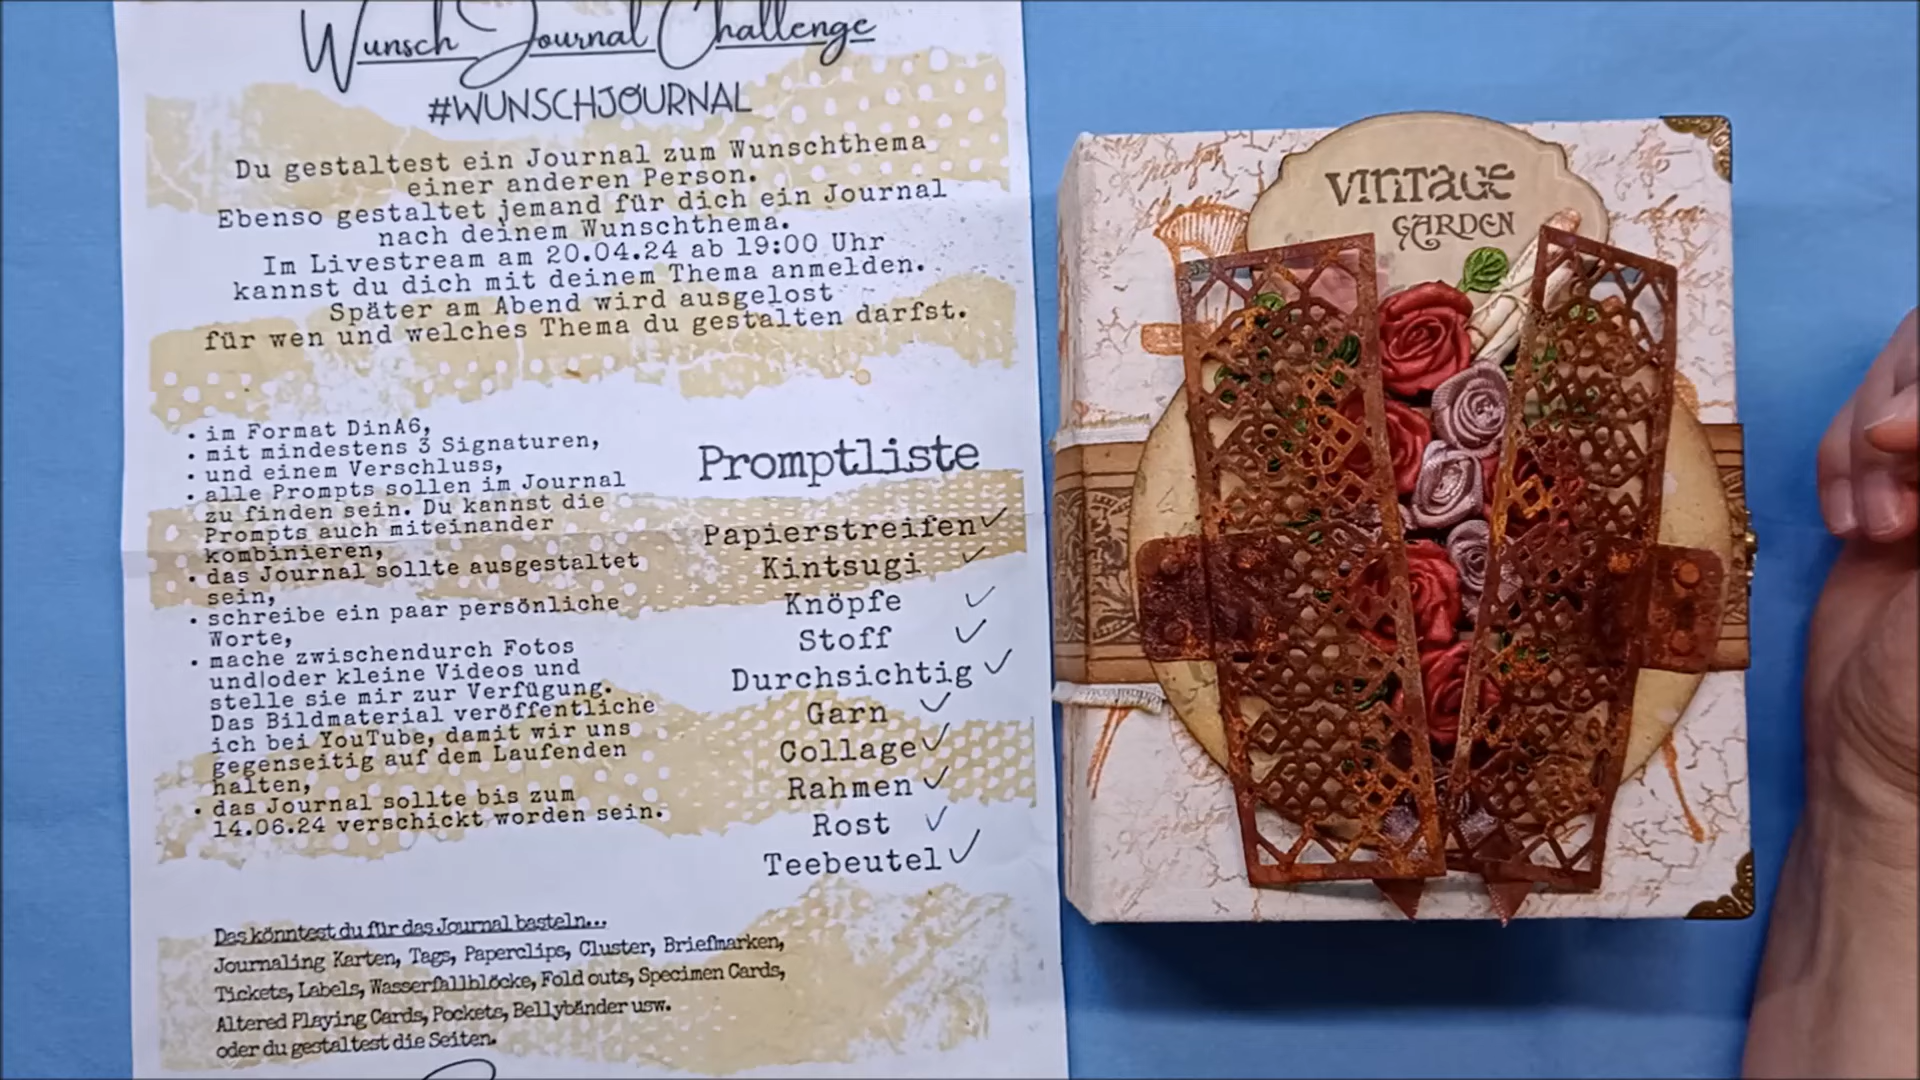 Wunsch Journal Challenge
#WUNSCHJOURNAL
Du gestaltest ein Journal zum Wunschthema
einer anderen Person.
Ebenso gestaltet jemand für dich ein Journal
nach deinem Wunschthema.
Im Livestream am 20.04.24 ab 19:00 Uhr
kannst du dich mit deinem Thema anmelden.
Später am Abend wird ausgelost
für wen und welches Thema du gestalten darfst.
• im Format DinA6,
• mit mindestens 3 Signaturen,
• und einem Verschluss,
• alle Prompts sollen im Journal
zu finden sein. Du kannst die
Prompts auch miteinander
kombinieren,
• das Journal sollte ausgestaltet
sein,
• schreibe ein paar persönliche
Worte,
• mache zwischendurch Fotos
und|oder kleine Videos und
stelle sie mir zur Verfügung.
Das Bildmaterial veröffentliche
ich bei YouTube, damit wir uns
gegenseitig auf dem Laufenden
halten,
• das Journal sollte bis zum
14.06.24 verschickt worden sein.
Promptliste
Papierstreifen ✓
Kintsugi ✓
Knöpfe ✓
Stoff ✓
Durchsichtig ✓
Garn ✓
Collage ✓
Rahmen ✓
Rost ✓
Teebeutel ✓
Das könntest du für das Journal basteln...
Journaling Karten, Tags, Paperclips, Cluster, Briefmarken,
Tickets, Labels, Wasserfallblöcke, Fold outs, Specimen Cards,
Altered Playing Cards, Pockets, Bellybänder usw.
oder du gestaltest die Seiten.
VINTAGE
GARDEN